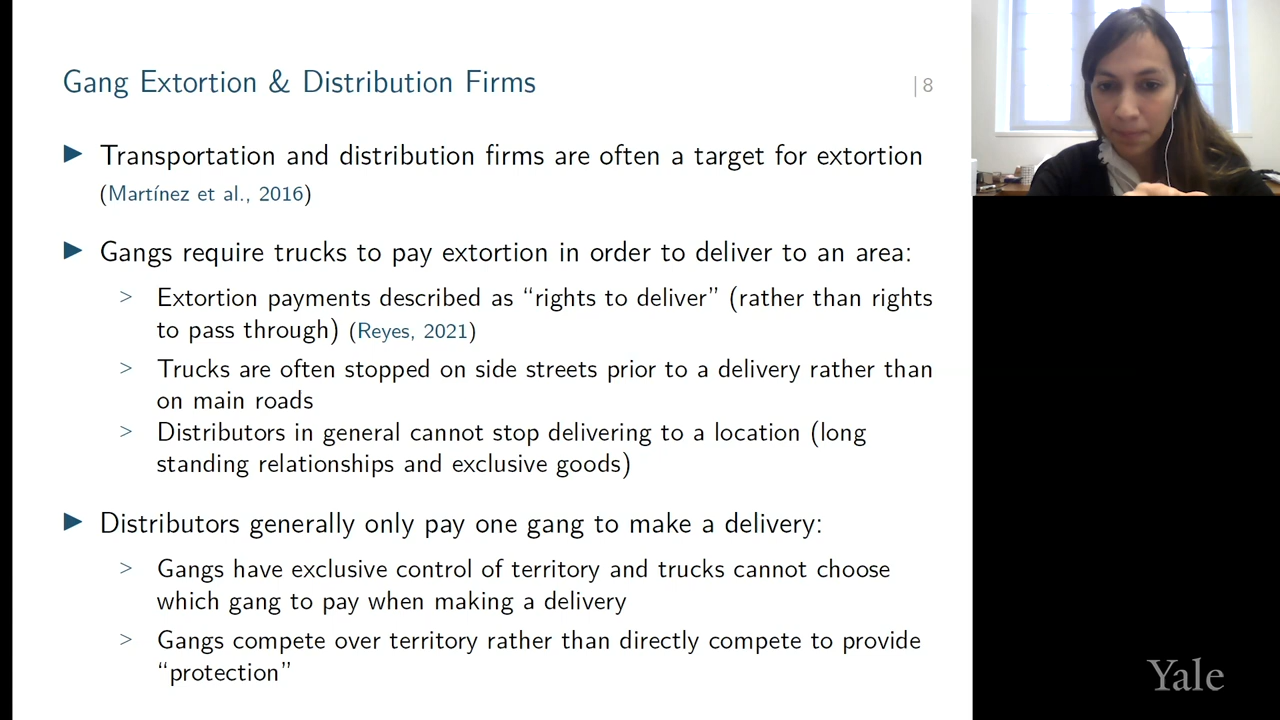 Gang Extortion & Distribution Firms
| 8
▶ Transportation and distribution firms are often a target for extortion
(Martínez et al., 2016)
▶ Gangs require trucks to pay extortion in order to deliver to an area:
> Extortion payments described as “rights to deliver” (rather than rights
to pass through) (Reyes, 2021)
> Trucks are often stopped on side streets prior to a delivery rather than
on main roads
> Distributors in general cannot stop delivering to a location (long
standing relationships and exclusive goods)
▶ Distributors generally only pay one gang to make a delivery:
> Gangs have exclusive control of territory and trucks cannot choose
which gang to pay when making a delivery
> Gangs compete over territory rather than directly compete to provide
“protection”
Yale